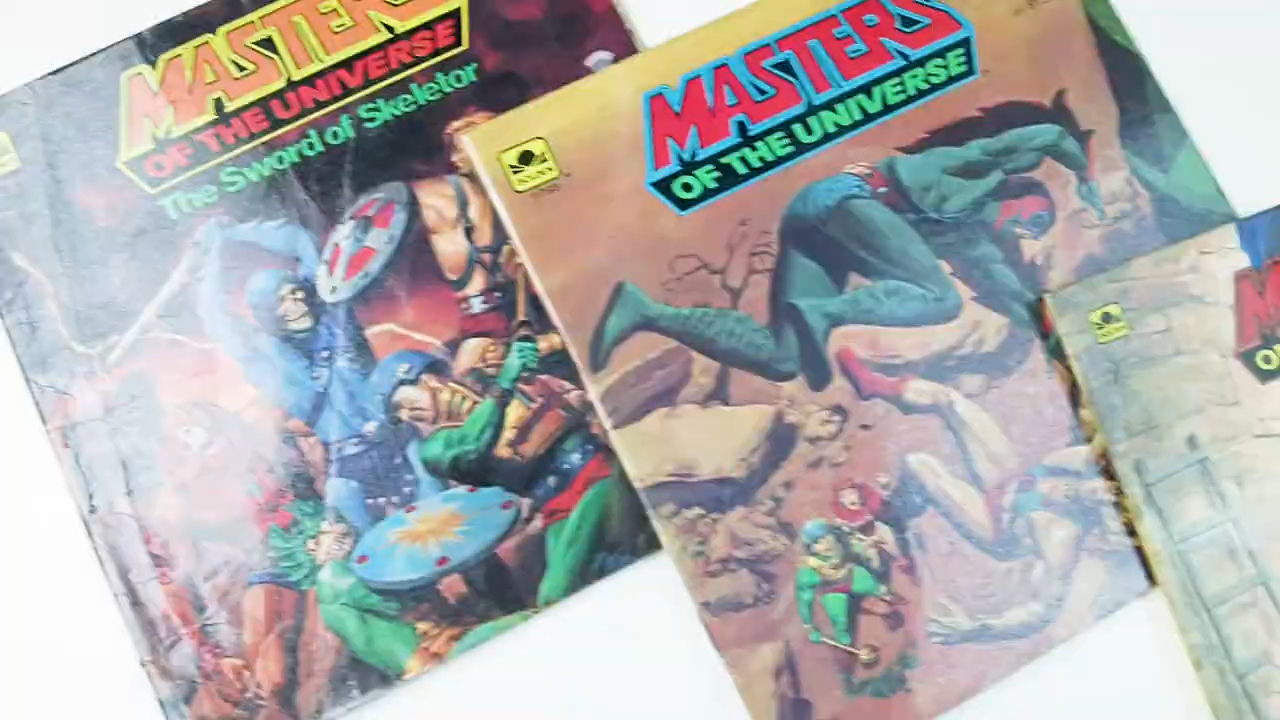 MASTERS
OF THE UNIVERSE
The Sword of Skeletor
MASTERS
OF THE UNIVERSE